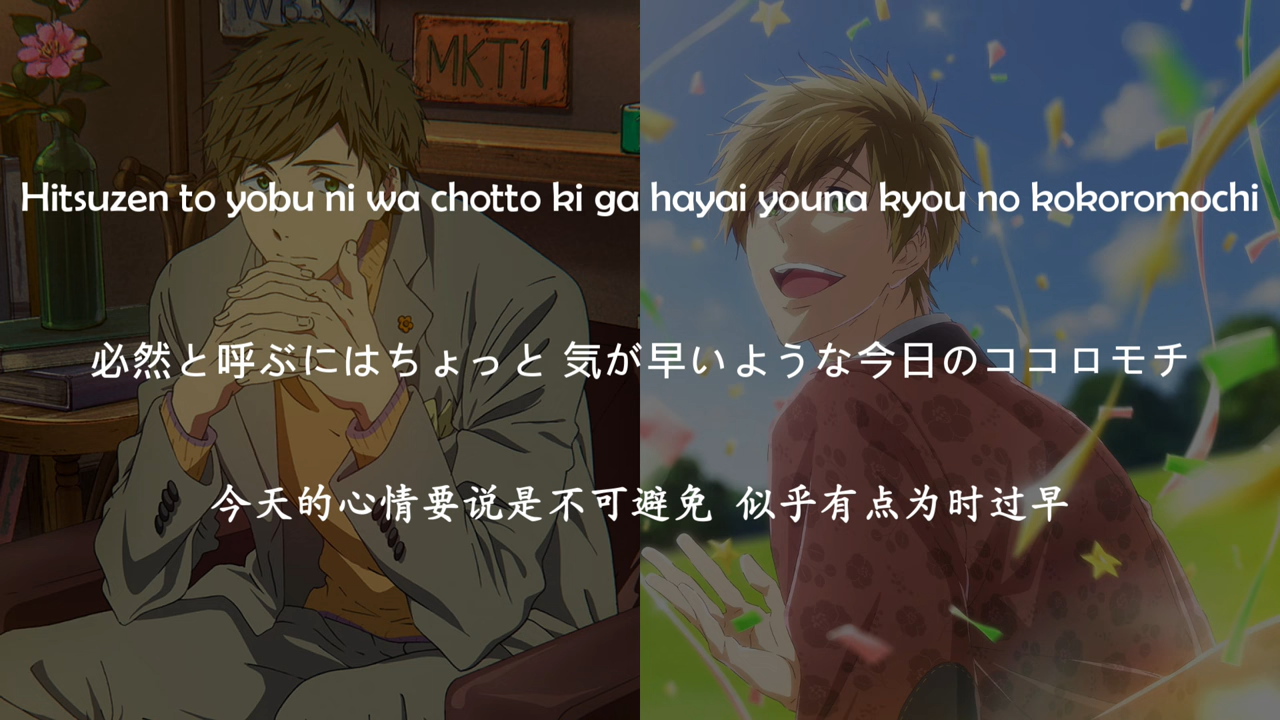 IWB12
MKT11
Hitsuzen to yobu ni wa chotto ki ga hayai youna kyou no kokoromochi
必然と呼ぶにはちょっと 気が早いような今日のココロモチ
今天的心情要说是不可避免 似乎有点为时过早